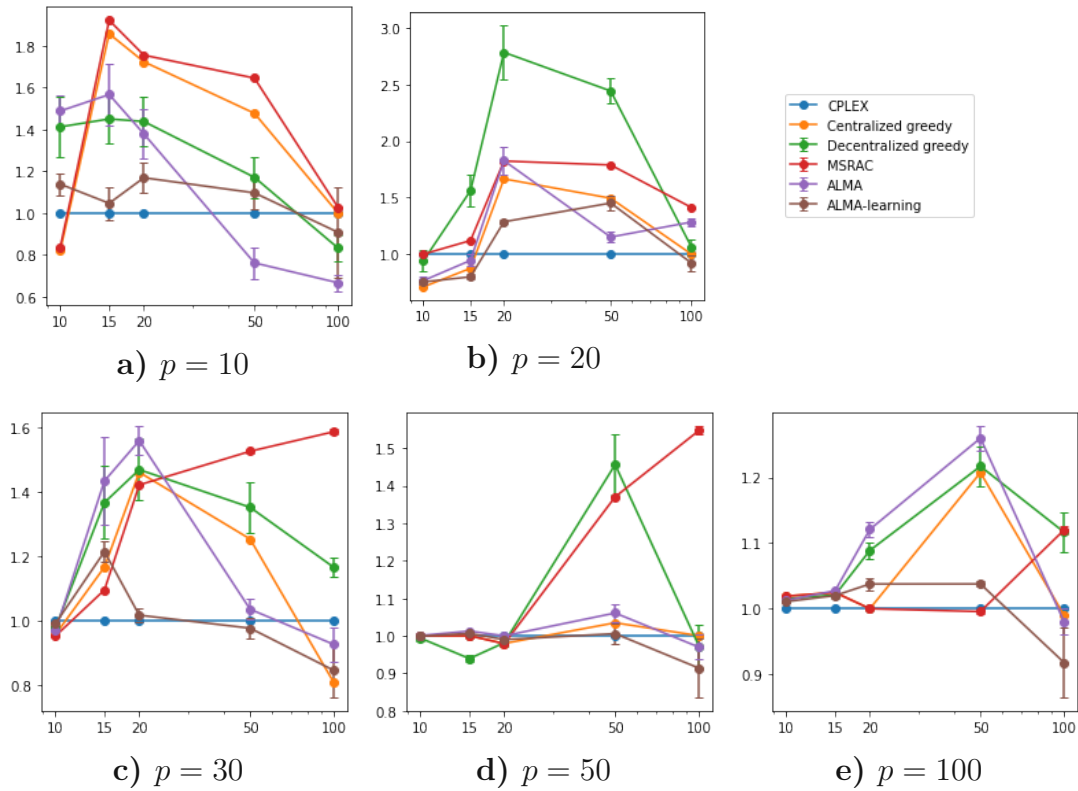 1.8
1.6
1.4
1.2
1.0
0.8
0.6
10 15 20 50 100
a) p = 10
3.0
2.5
2.0
1.5
1.0
10 15 20 50 100
b) p = 20
CPLEX
Centralized greedy
Decentralized greedy
MSRAC
ALMA
ALMA-learning
1.6
1.4
1.2
1.0
0.8
10 15 20 50 100
c) p = 30
1.5
1.4
1.3
1.2
1.1
1.0
0.9
0.8
10 15 20 50 100
d) p = 50
1.2
1.1
1.0
0.9
10 15 20 50 100
e) p = 100